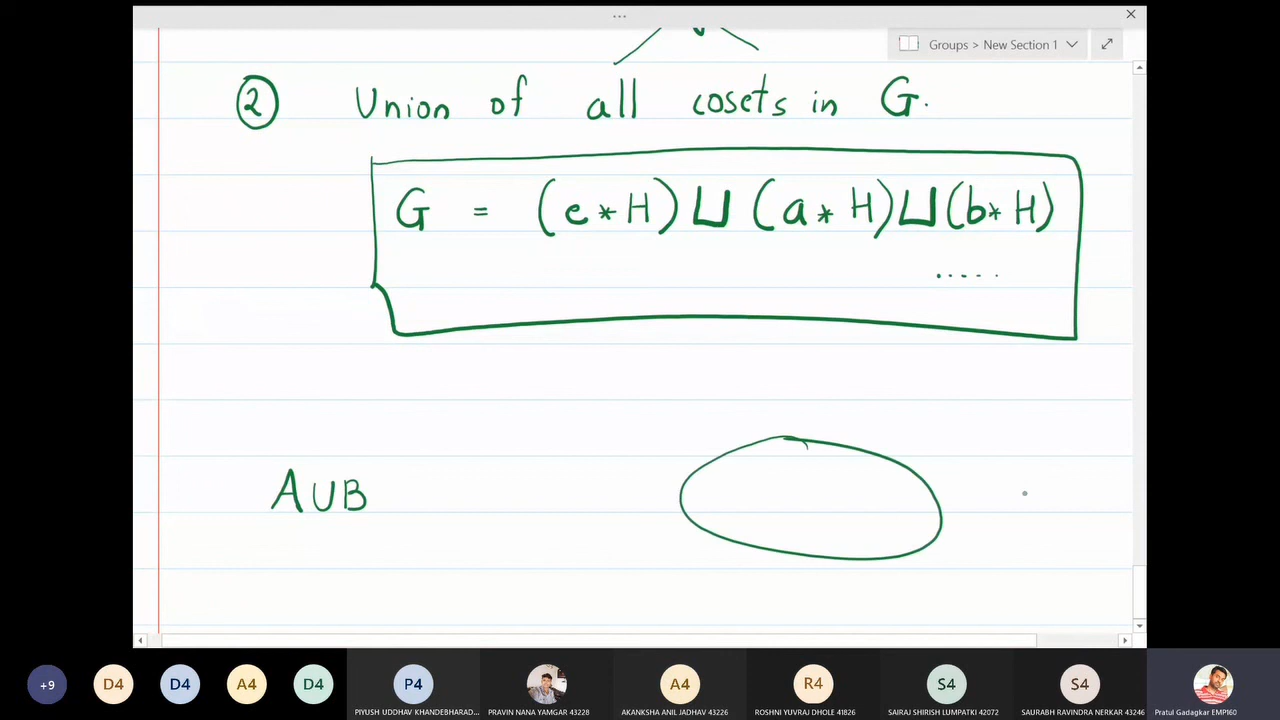 Groups > New Section 1
② Union of all cosets in G.
G = (e * H) ⊔ (a * H) ⊔ (b * H)
.....
A∪B
+9 D4 D4 A4 D4 P4 A4 R4 S4 S4
PIYUSH UDDHAV KHANDEBHARAD... PRAVIN NANA YAMGAR 43228 AKANKSHA ANIL JADHAV 43226 ROSHNI YUVRAJ DHOLE 41826 SAIRAJ SHIRISH LUMPATKI 42072 SAURABH RAVINDRA NERKAR 43246 Pratul Gadagkar EMP160